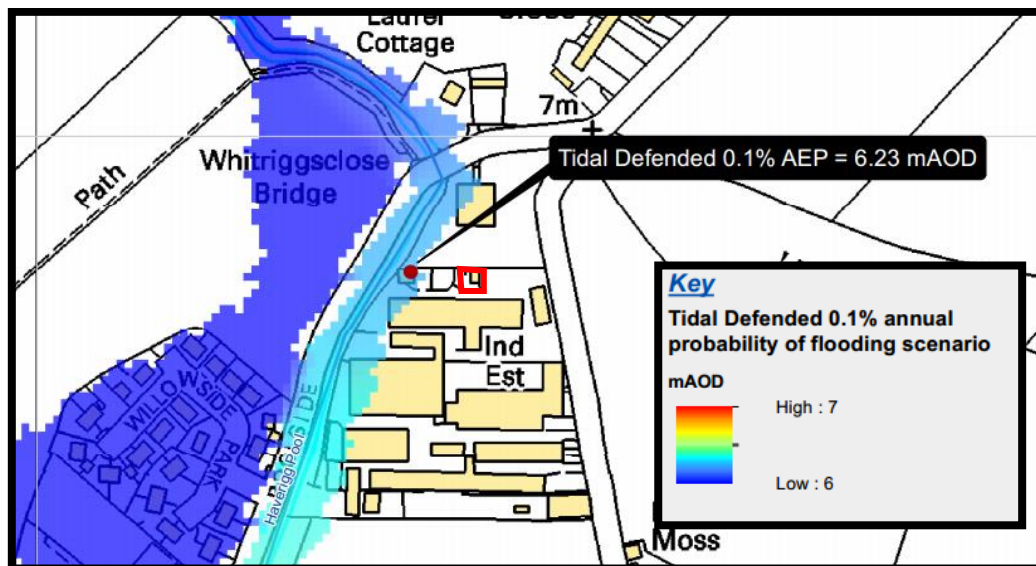 Laurel
Cottage
7m
Whitriggsclose
Bridge
Path
Tidal Defended 0.1% AEP = 6.23 mAOD
Key
Tidal Defended 0.1% annual
probability of flooding scenario
mAOD
High : 7
Low : 6
Ind
Est
WILLOWSIDE
PARK
SIDE
Haverigg Pool
Moss